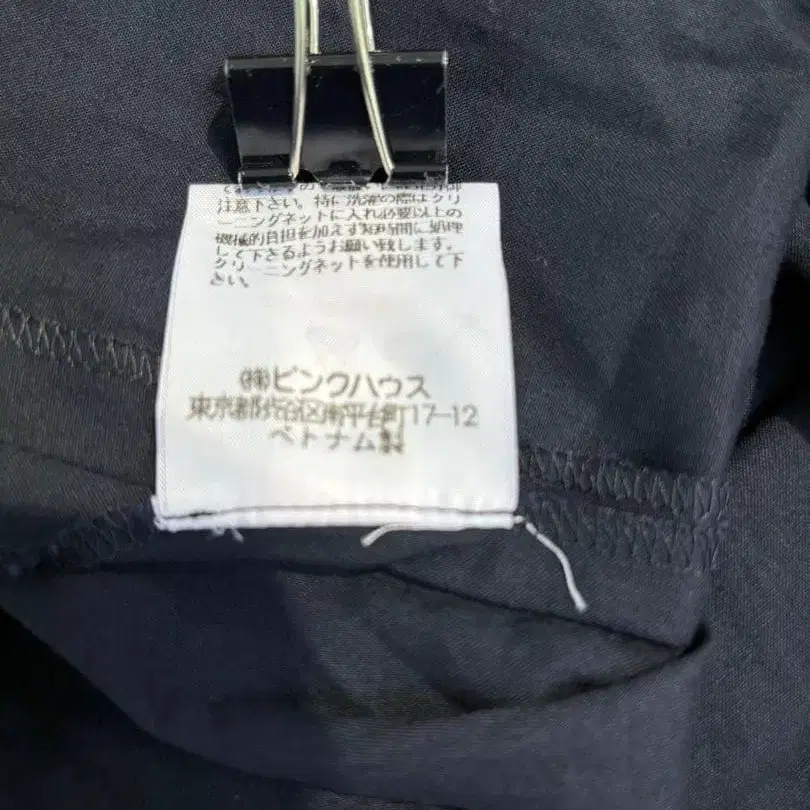 注意下さい。特に洗濯の際はクリ
ーニングネットに入れ必要以上の
機械的負担を加えず短時間に処理
して下さるようお願い致します。
クリーニングネットを使用して下
さい。
㈱ピンクハウス
東京都渋谷区南平台町17-12
ベトナム製